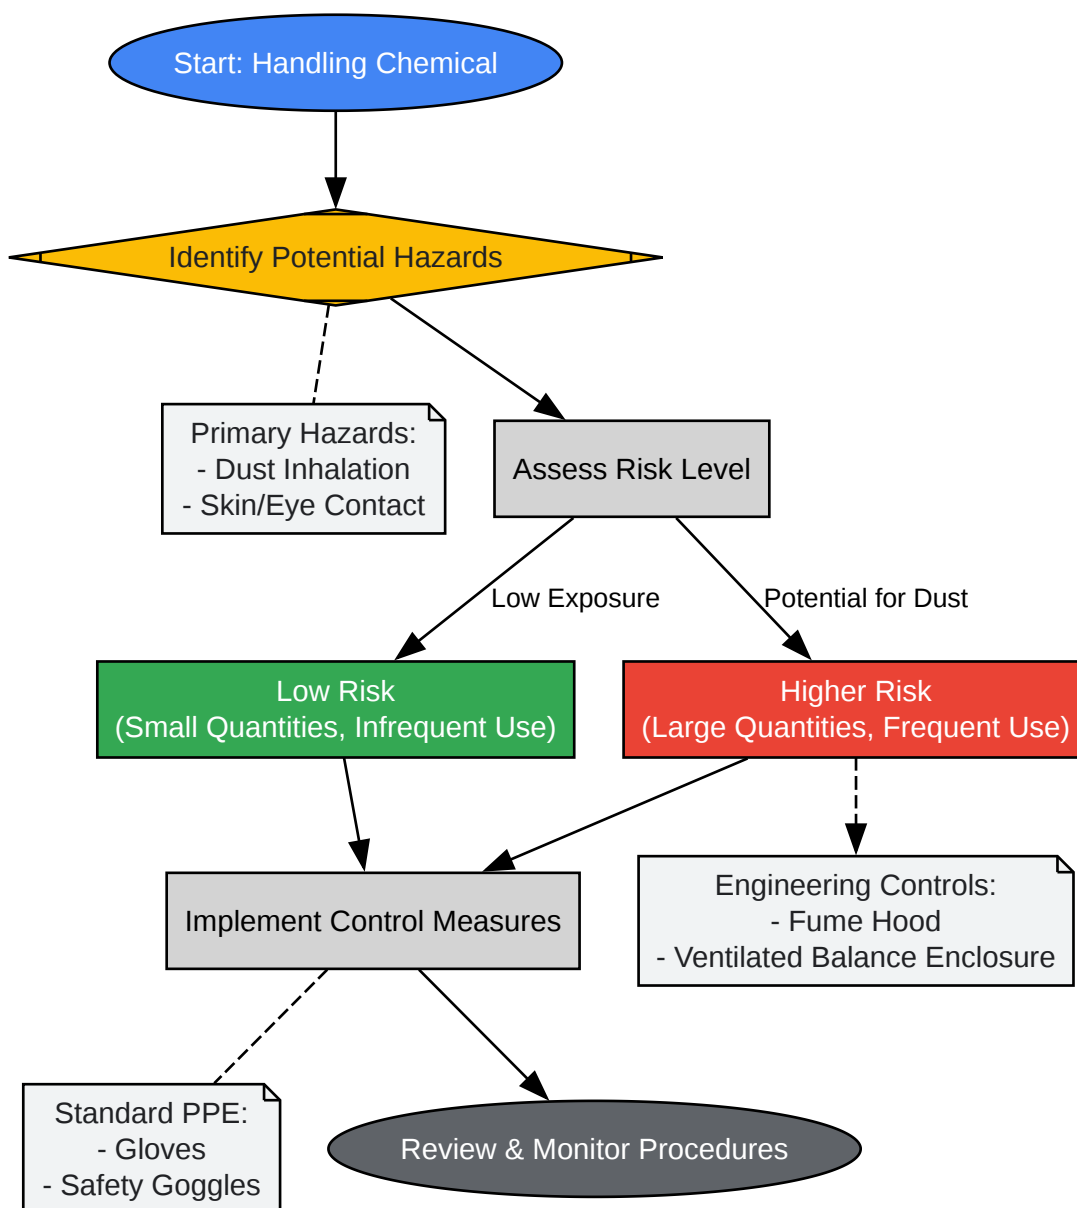 Start: Handling Chemical
Identify Potential Hazards
Primary Hazards:
- Dust Inhalation
- Skin/Eye Contact
Assess Risk Level
Low Exposure
Potential for Dust
Low Risk
(Small Quantities, Infrequent Use)
Higher Risk
(Large Quantities, Frequent Use)
Implement Control Measures
Engineering Controls:
- Fume Hood
- Ventilated Balance Enclosure
Standard PPE:
- Gloves
- Safety Goggles
Review & Monitor Procedures